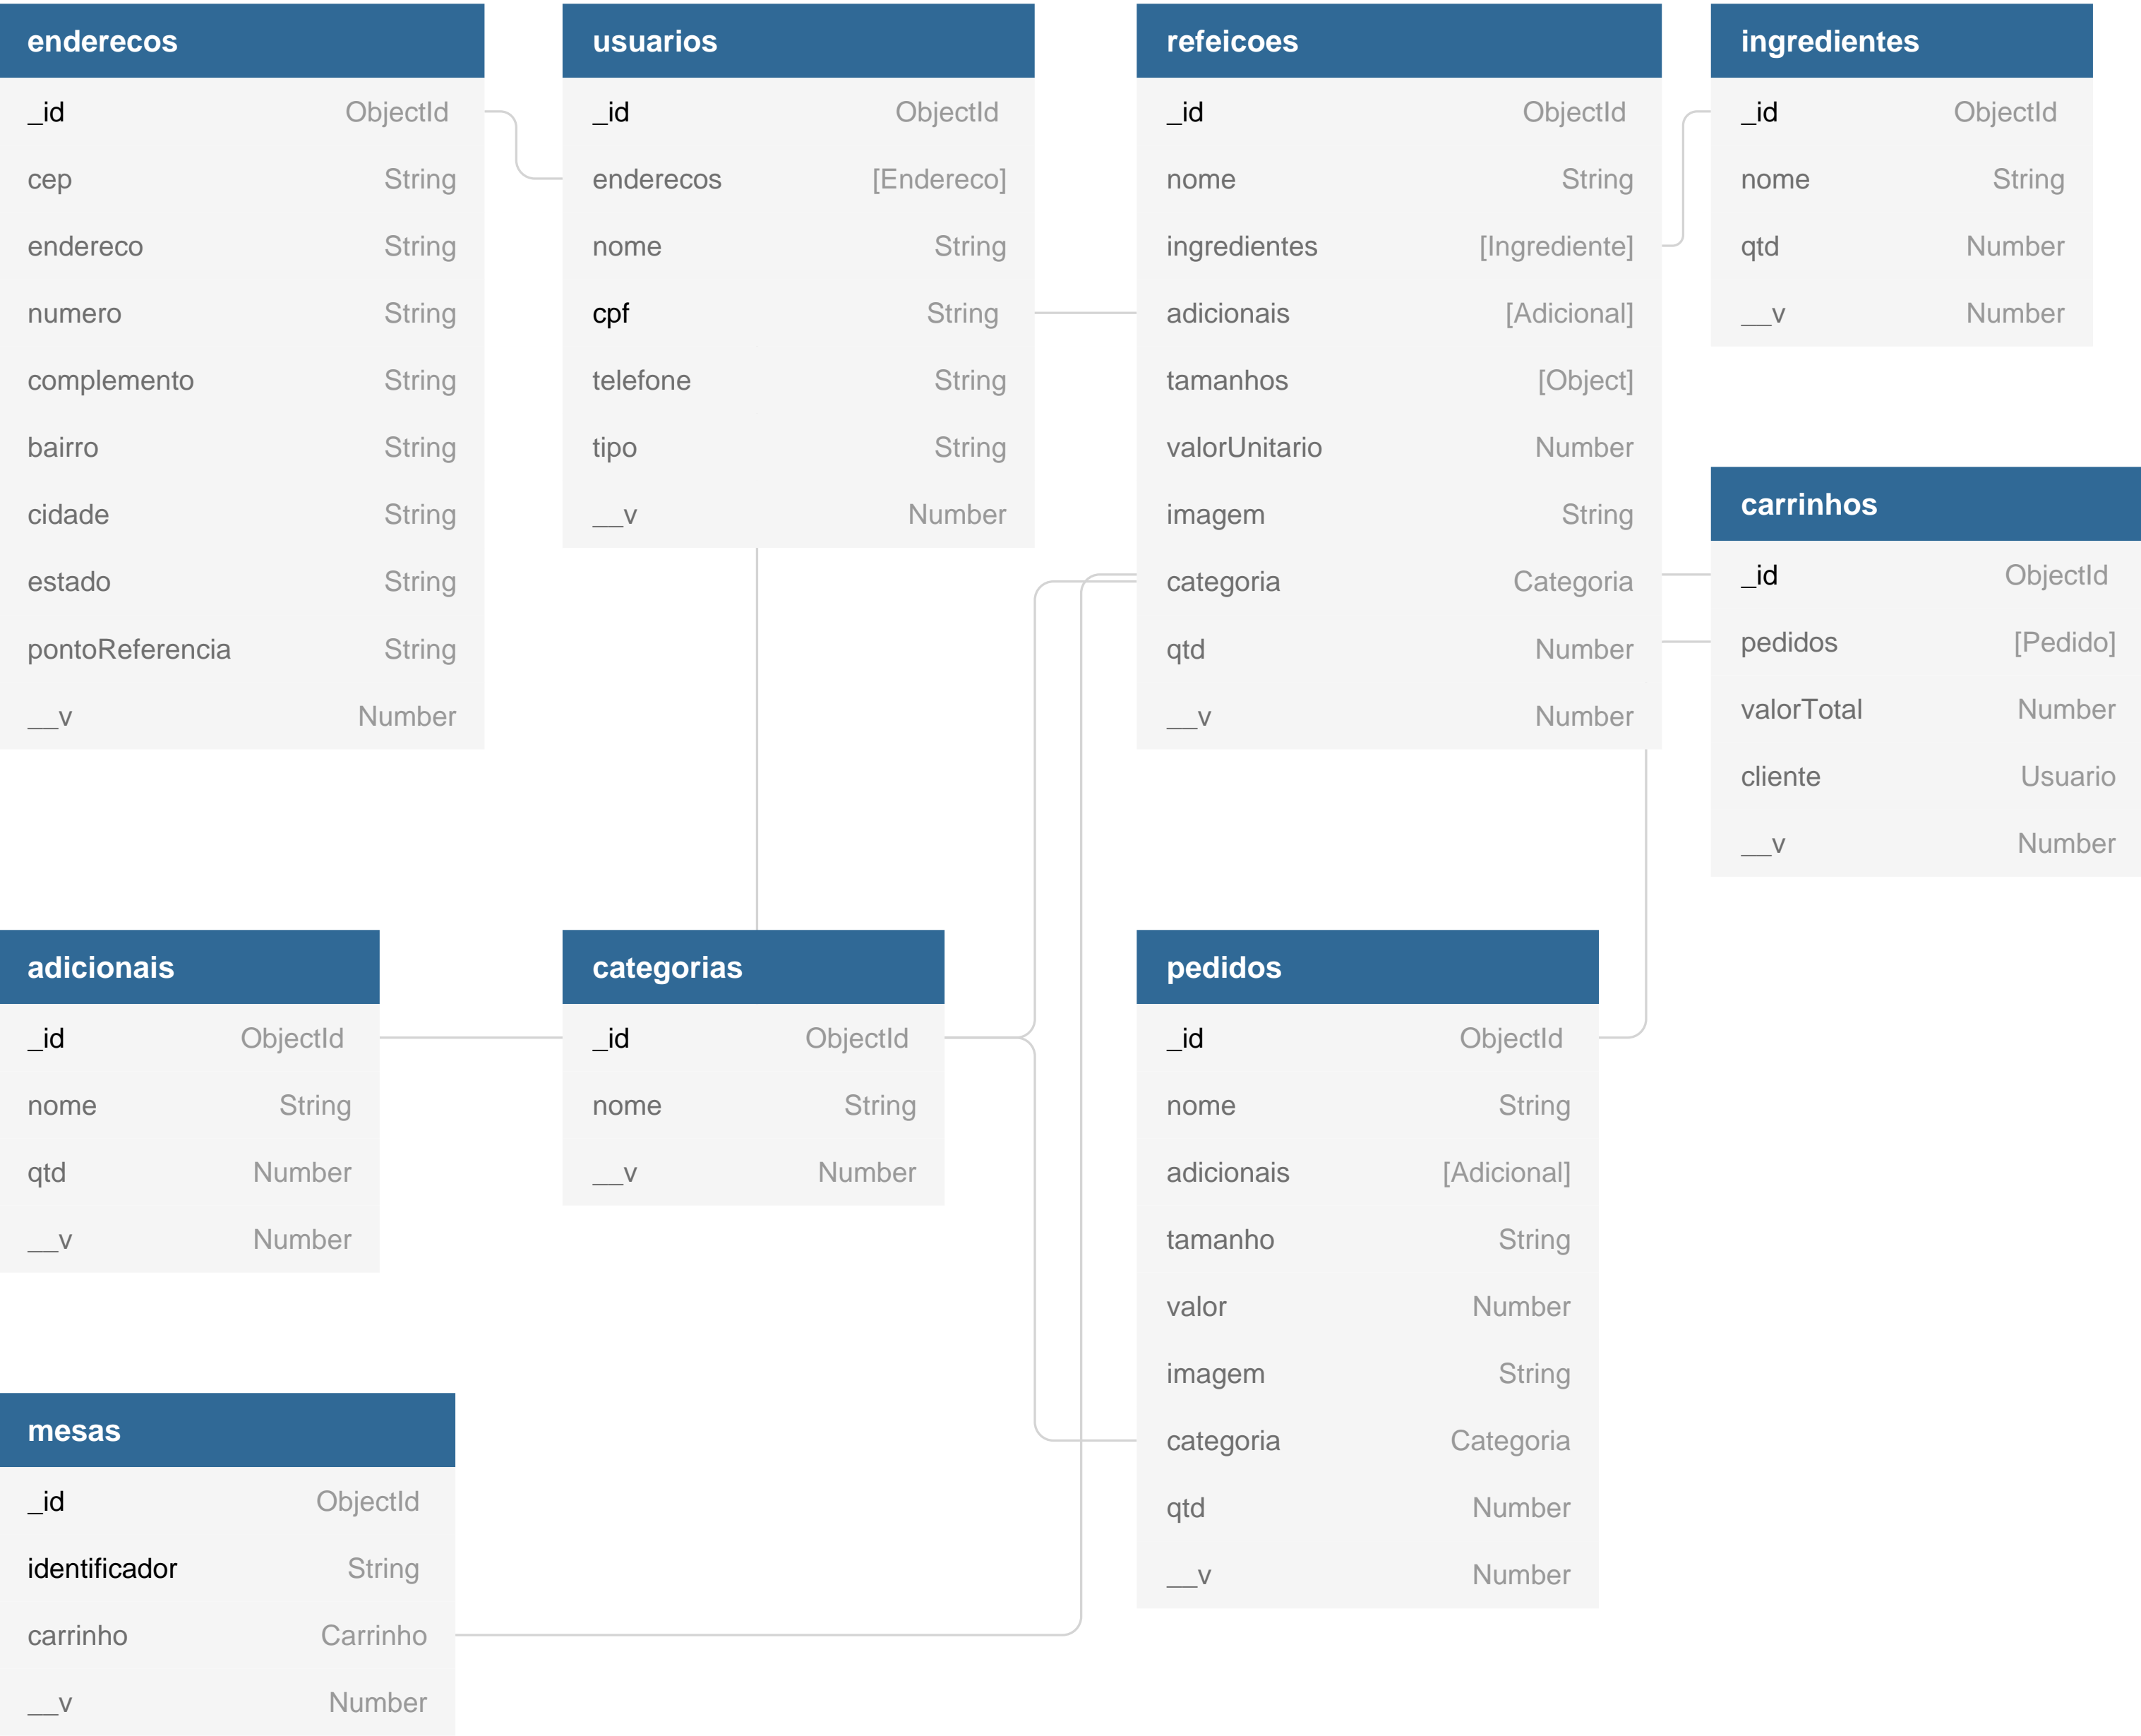 enderecos
_id ObjectId
cep String
endereco String
numero String
complemento String
bairro String
cidade String
estado String
pontoReferencia String
__v Number
usuarios
_id ObjectId
enderecos [Endereco]
nome String
cpf String
telefone String
tipo String
__v Number
refeicoes
_id ObjectId
nome String
ingredientes [Ingrediente]
adicionais [Adicional]
tamanhos [Object]
valorUnitario Number
imagem String
categoria Categoria
qtd Number
__v Number
ingredientes
_id ObjectId
nome String
qtd Number
__v Number
carrinhos
_id ObjectId
pedidos [Pedido]
valorTotal Number
cliente Usuario
__v Number
adicionais
_id ObjectId
nome String
qtd Number
__v Number
categorias
_id ObjectId
nome String
__v Number
pedidos
_id ObjectId
nome String
adicionais [Adicional]
tamanho String
valor Number
imagem String
categoria Categoria
qtd Number
__v Number
mesas
_id ObjectId
identificador String
carrinho Carrinho
__v Number